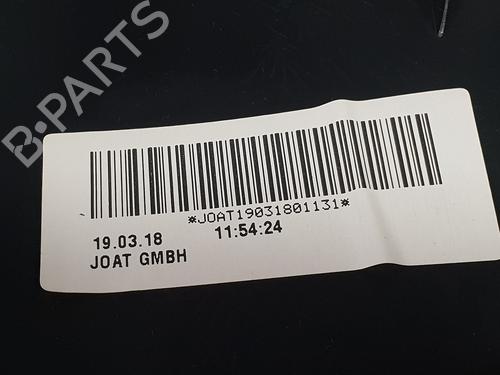 B-PARTS
*JOAT19031801131*
19.03.18 11:54:24
JOAT GMBH